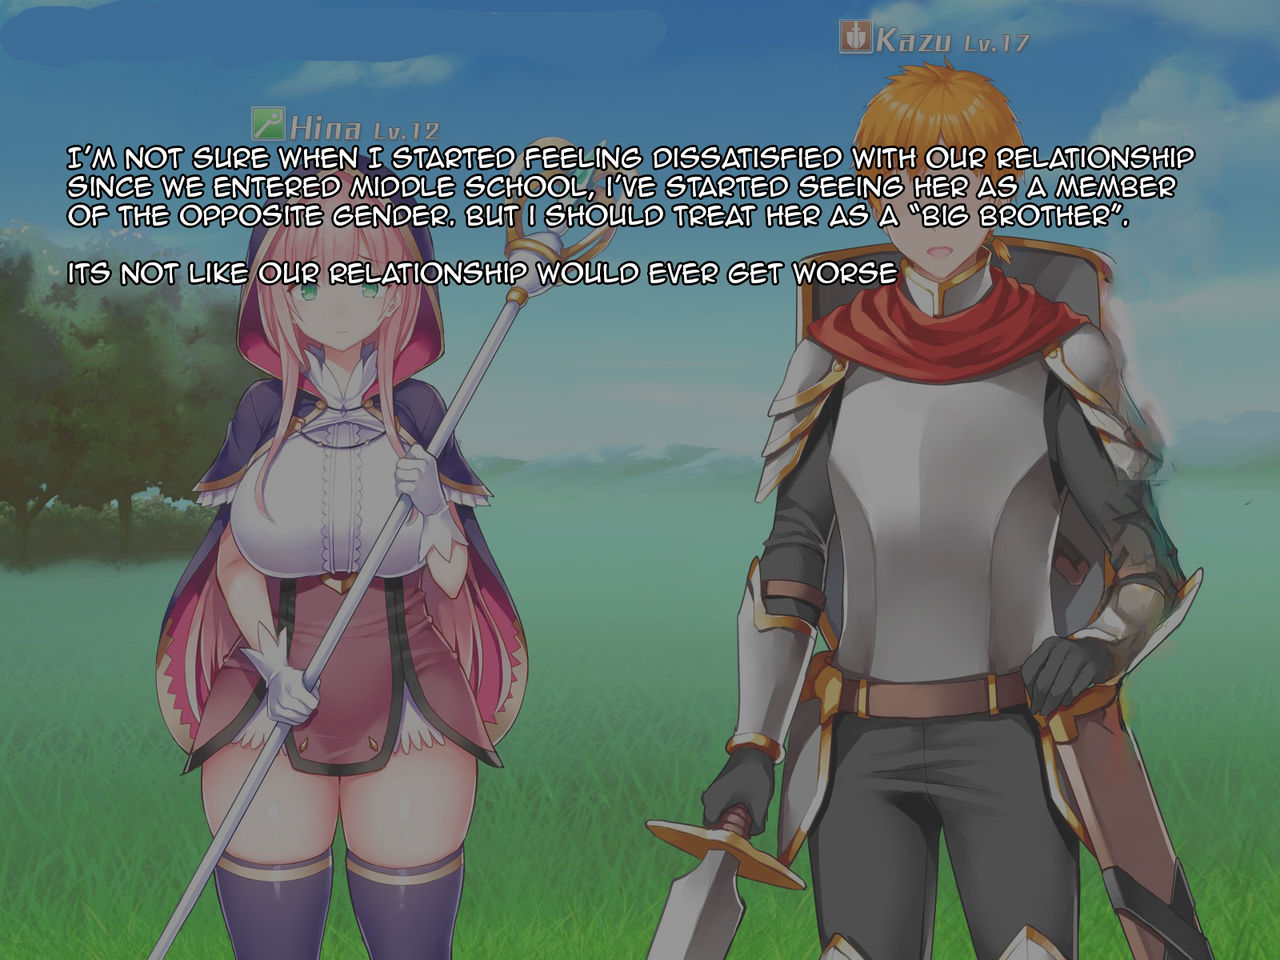 Kazu Lv.17
Hina Lv.12
I'M NOT SURE WHEN I STARTED FEELING DISSATISFIED WITH OUR RELATIONSHIP
SINCE WE ENTERED MIDDLE SCHOOL, I'VE STARTED SEEING HER AS A MEMBER
OF THE OPPOSITE GENDER. BUT I SHOULD TREAT HER AS A "BIG BROTHER".
ITS NOT LIKE OUR RELATIONSHIP WOULD EVER GET WORSE